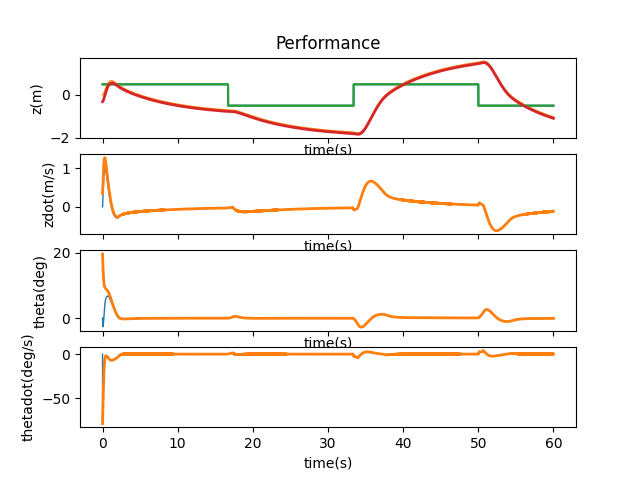 Performance
z(m)
0
−2
time(s)
zdot(m/s)
1
0
time(s)
theta(deg)
20
0
time(s)
thetadot(deg/s)
0
−50
0 10 20 30 40 50 60
time(s)